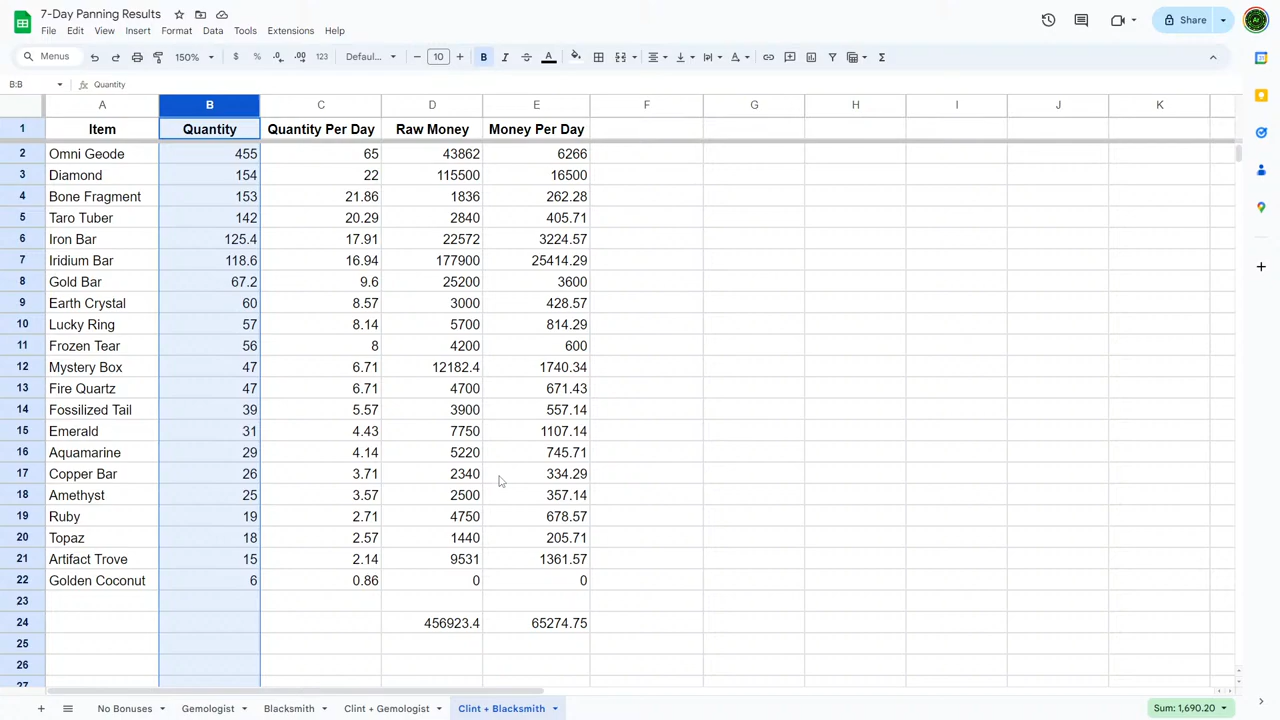 7-Day Panning Results
File Edit View Insert Format Data Tools Extensions Help
Share
Menus 150% $ % .0 .00 123 Defaul... 10 B I S A Σ
B:B Quantity
A B C D E F G H I J K
1 Item Quantity Quantity Per Day Raw Money Money Per Day
2 Omni Geode 455 65 43862 6266
3 Diamond 154 22 115500 16500
4 Bone Fragment 153 21.86 1836 262.28
5 Taro Tuber 142 20.29 2840 405.71
6 Iron Bar 125.4 17.91 22572 3224.57
7 Iridium Bar 118.6 16.94 177900 25414.29
8 Gold Bar 67.2 9.6 25200 3600
9 Earth Crystal 60 8.57 3000 428.57
10 Lucky Ring 57 8.14 5700 814.29
11 Frozen Tear 56 8 4200 600
12 Mystery Box 47 6.71 12182.4 1740.34
13 Fire Quartz 47 6.71 4700 671.43
14 Fossilized Tail 39 5.57 3900 557.14
15 Emerald 31 4.43 7750 1107.14
16 Aquamarine 29 4.14 5220 745.71
17 Copper Bar 26 3.71 2340 334.29
18 Amethyst 25 3.57 2500 357.14
19 Ruby 19 2.71 4750 678.57
20 Topaz 18 2.57 1440 205.71
21 Artifact Trove 15 2.14 9531 1361.57
22 Golden Coconut 6 0.86 0 0
23
24 456923.4 65274.75
25
26
27
No Bonuses Gemologist Blacksmith Clint + Gemologist Clint + Blacksmith Sum: 1,690.20